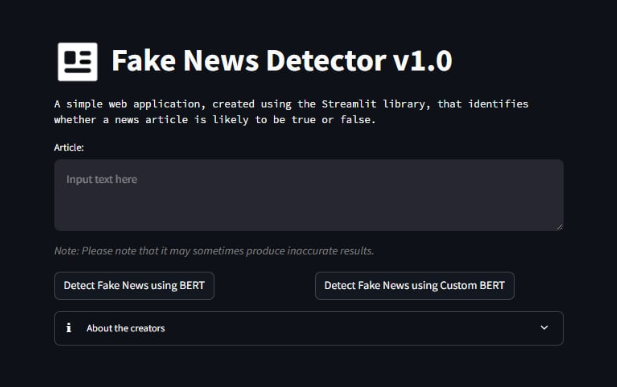 Fake News Detector v1.0
A simple web application, created using the Streamlit library, that identifies
whether a news article is likely to be true or false.
Article:
Input text here
Note: Please note that it may sometimes produce inaccurate results.
Detect Fake News using BERT
Detect Fake News using Custom BERT
About the creators